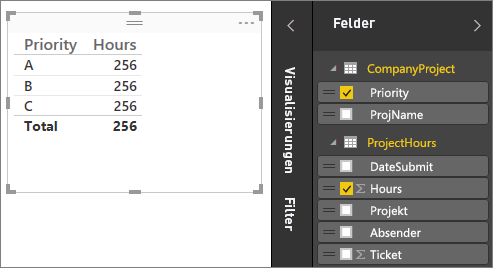 Priority Hours
A 256
B 256
C 256
Total 256
Visualisierungen
Filter
Felder
CompanyProject
Priority
ProjName
ProjectHours
DateSubmit
Σ Hours
Projekt
Absender
Σ Ticket